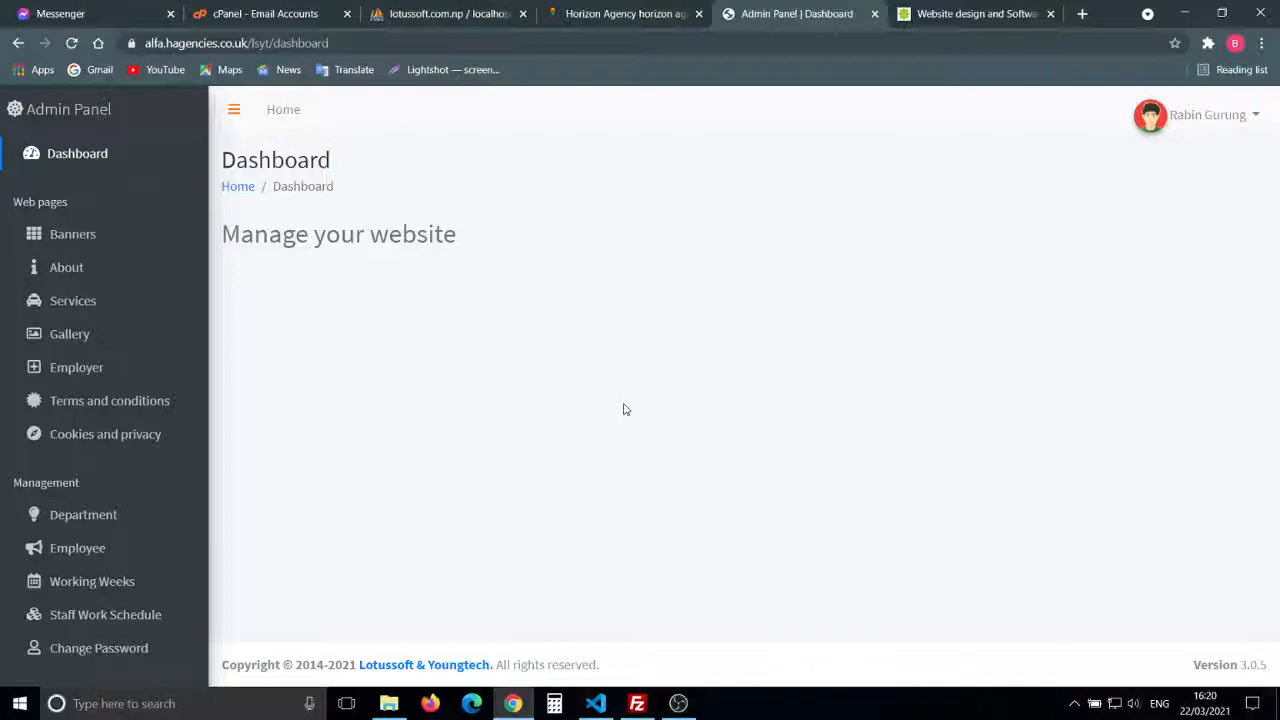 Messenger
cPanel - Email Accounts
lotussoft.com.np / localhos
Horizon Agency horizon ag
Admin Panel | Dashboard
Website design and Softwa
alfa.hagencies.co.uk/lsyt/dashboard
B
Apps
Gmail
YouTube
Maps
News
Translate
Lightshot — screen...
Reading list
Admin Panel
Home
Rabin Gurung
Dashboard
Dashboard
Home / Dashboard
Web pages
Manage your website
Banners
About
Services
Gallery
Employer
Terms and conditions
Cookies and privacy
Management
Department
Employee
Working Weeks
Staff Work Schedule
Change Password
Copyright © 2014-2021 Lotussoft & Youngtech. All rights reserved.
Version 3.0.5
Type here to search
ENG
16:20
22/03/2021